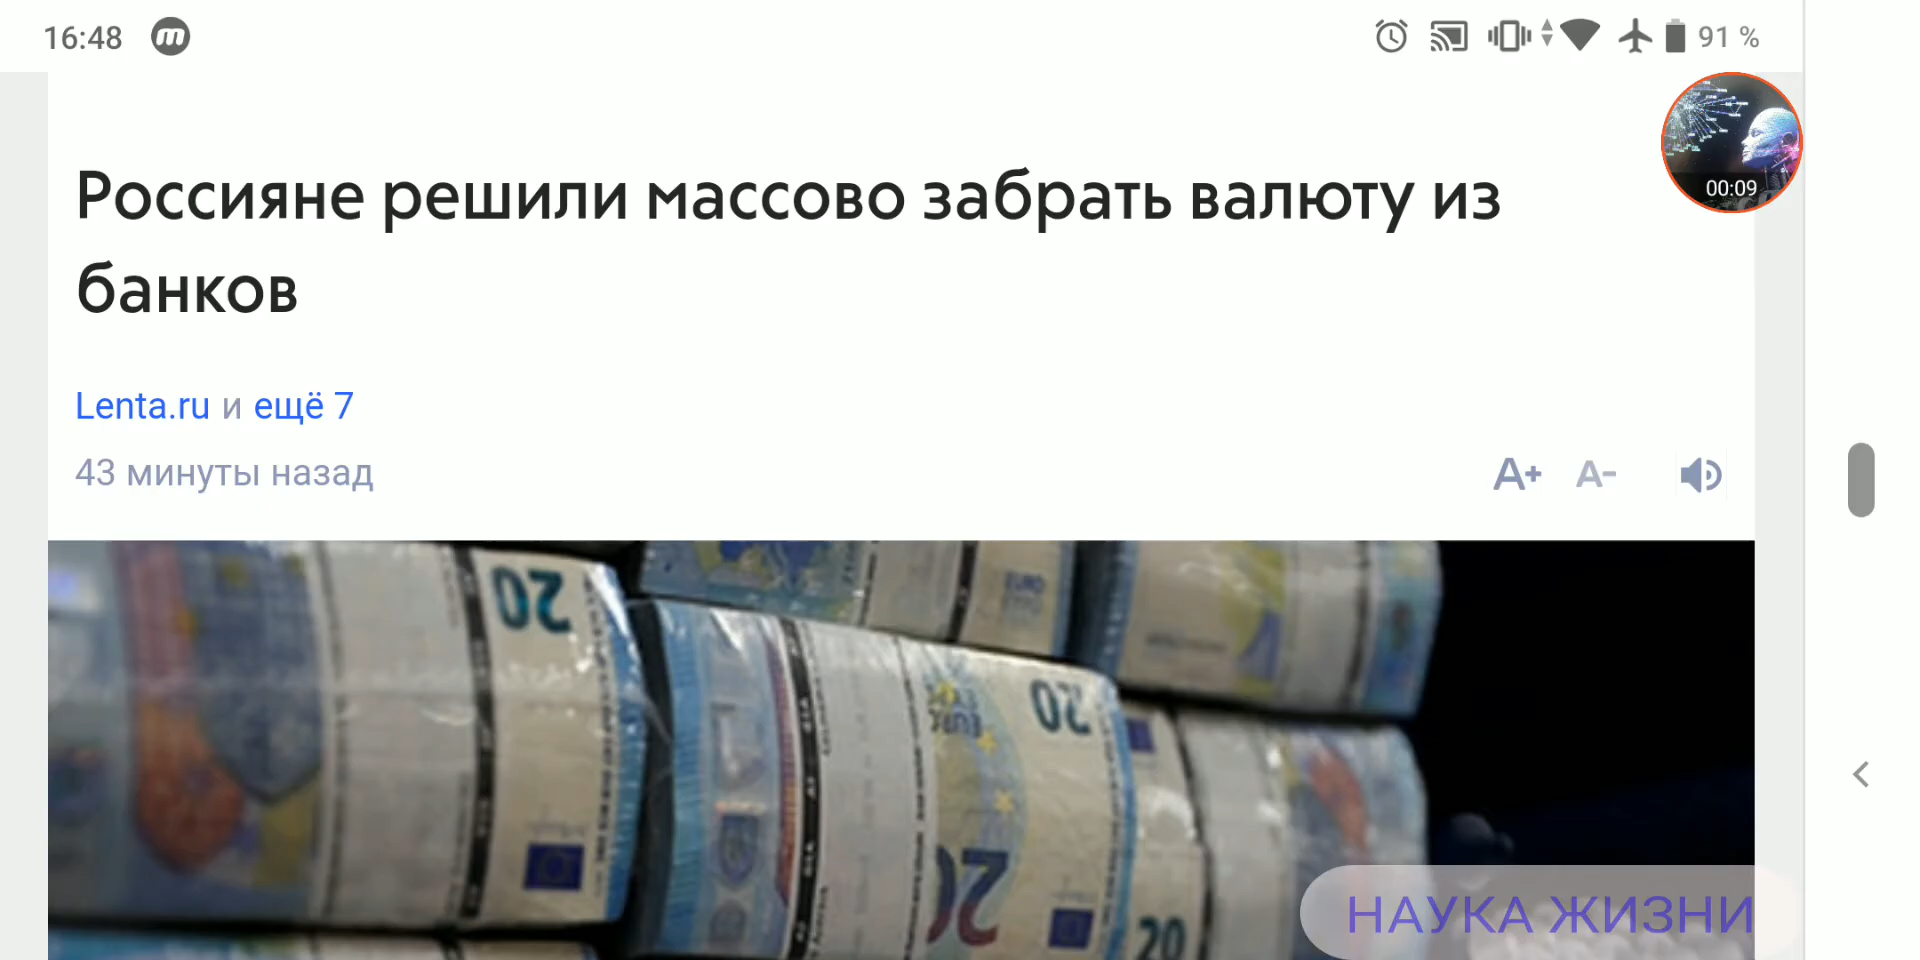 16:48
91 %
00:09
Россияне решили массово забрать валюту из
банков
Lenta.ru и ещё 7
43 минуты назад
A+ A-
20
20
20
20
НАУКА ЖИЗНИ